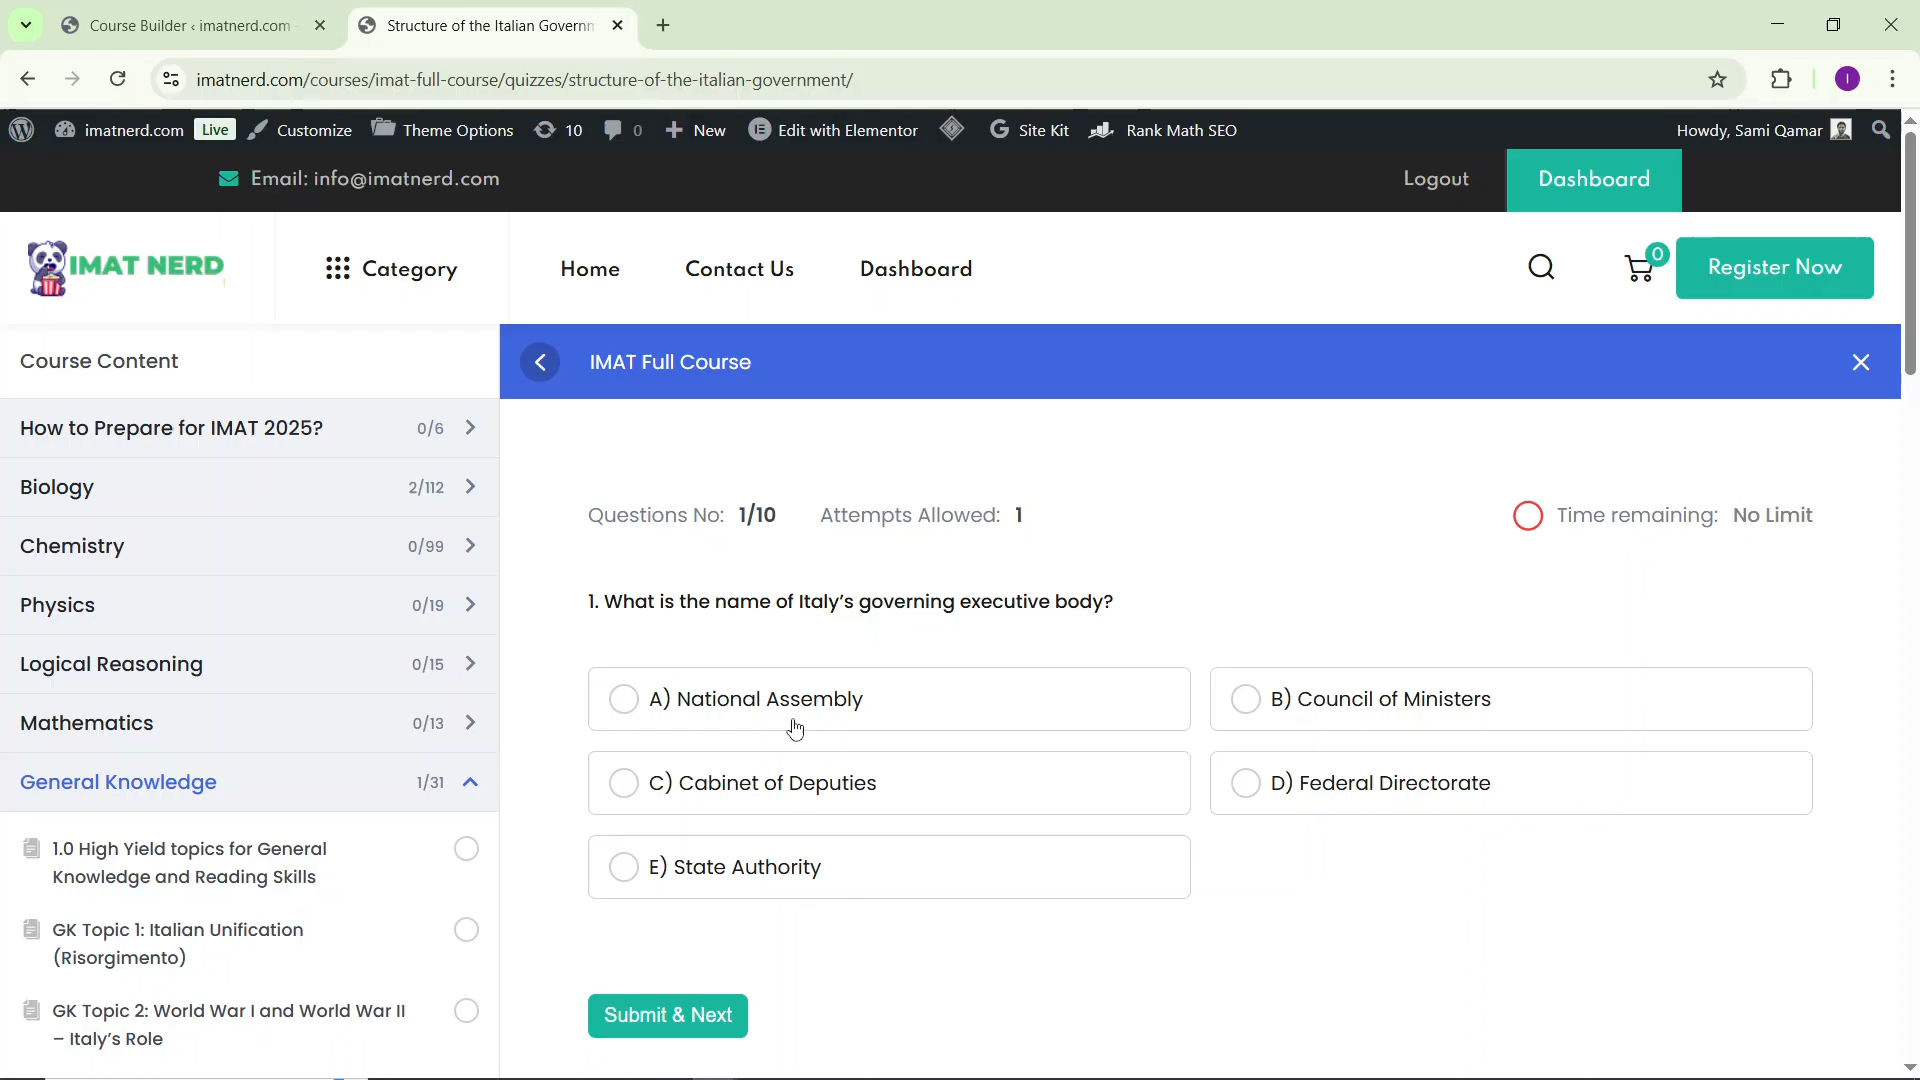 Course Builder ‹ imatnerd.com
Structure of the Italian Governm
imatnerd.com/courses/imat-full-course/quizzes/structure-of-the-italian-government/
I
imatnerd.com Live Customize Theme Options 10 0 New Edit with Elementor Site Kit Rank Math SEO Howdy, Sami Qamar
Email: info@imatnerd.com Logout Dashboard
IMAT NERD Category Home Contact Us Dashboard 0 Register Now
Course Content
How to Prepare for IMAT 2025? 0/6
Biology 2/112
Chemistry 0/99
Physics 0/19
Logical Reasoning 0/15
Mathematics 0/13
General Knowledge 1/31
1.0 High Yield topics for General
Knowledge and Reading Skills
GK Topic 1: Italian Unification
(Risorgimento)
GK Topic 2: World War I and World War II
– Italy’s Role
IMAT Full Course
Questions No: 1/10 Attempts Allowed: 1 Time remaining: No Limit
1. What is the name of Italy’s governing executive body?
A) National Assembly
B) Council of Ministers
C) Cabinet of Deputies
D) Federal Directorate
E) State Authority
Submit & Next